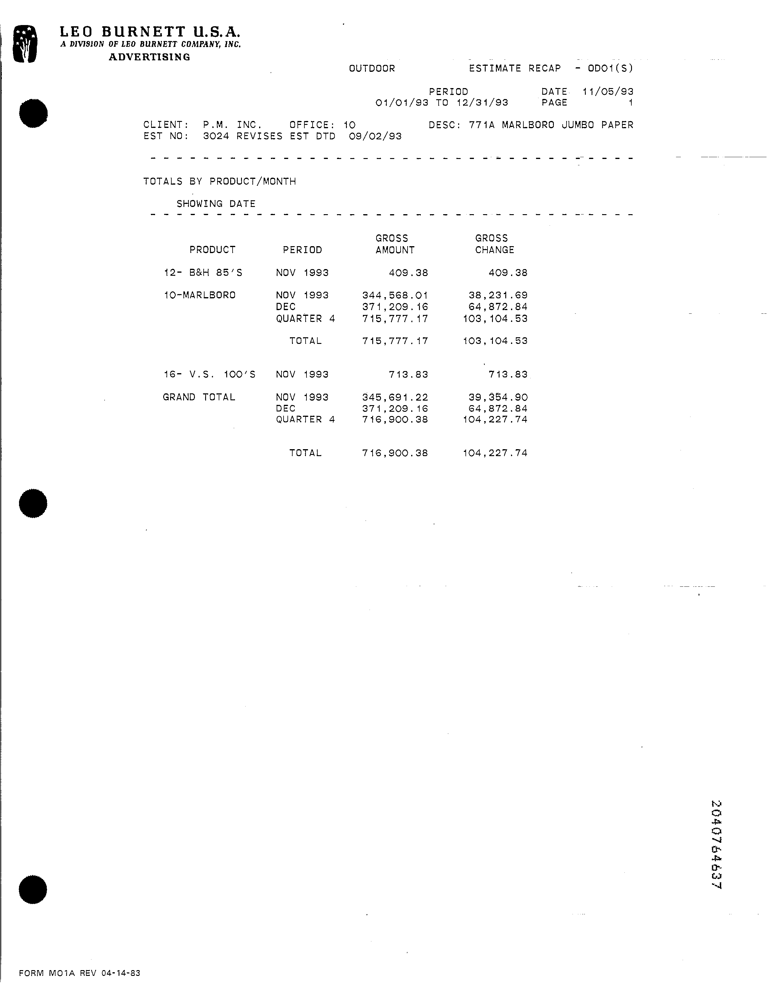 LEO BURNETT U.S.A.
A DIVISION OF LEO BURNETT COMPANY, INC.
ADVERTISING
OUTDOOR ESTIMATE RECAP - ODO1(S)
PERIOD DATE 11/05/93
01/01/93 TO 12/31/93 PAGE 1
CLIENT: P.M. INC. OFFICE: 10 DESC: 771A MARLBORO JUMBO PAPER
EST NO: 3024 REVISES EST DTD 09/02/93
TOTALS BY PRODUCT/MONTH
SHOWING DATE
GROSS GROSS
PRODUCT PERIOD AMOUNT CHANGE
12- B&H 85'S NOV 1993 409.38 409.38
10-MARLBORO NOV 1993 344,568.01 38,231.69
DEC 371,209.16 64,872.84
QUARTER 4 715,777.17 103,104.53
TOTAL 715,777.17 103,104.53
16- V.S. 100'S NOV 1993 713.83 713.83
GRAND TOTAL NOV 1993 345,691.22 39,354.90
DEC 371,209.16 64,872.84
QUARTER 4 716,900.38 104,227.74
TOTAL 716,900.38 104,227.74
2040764637
FORM MO1A REV 04-14-83